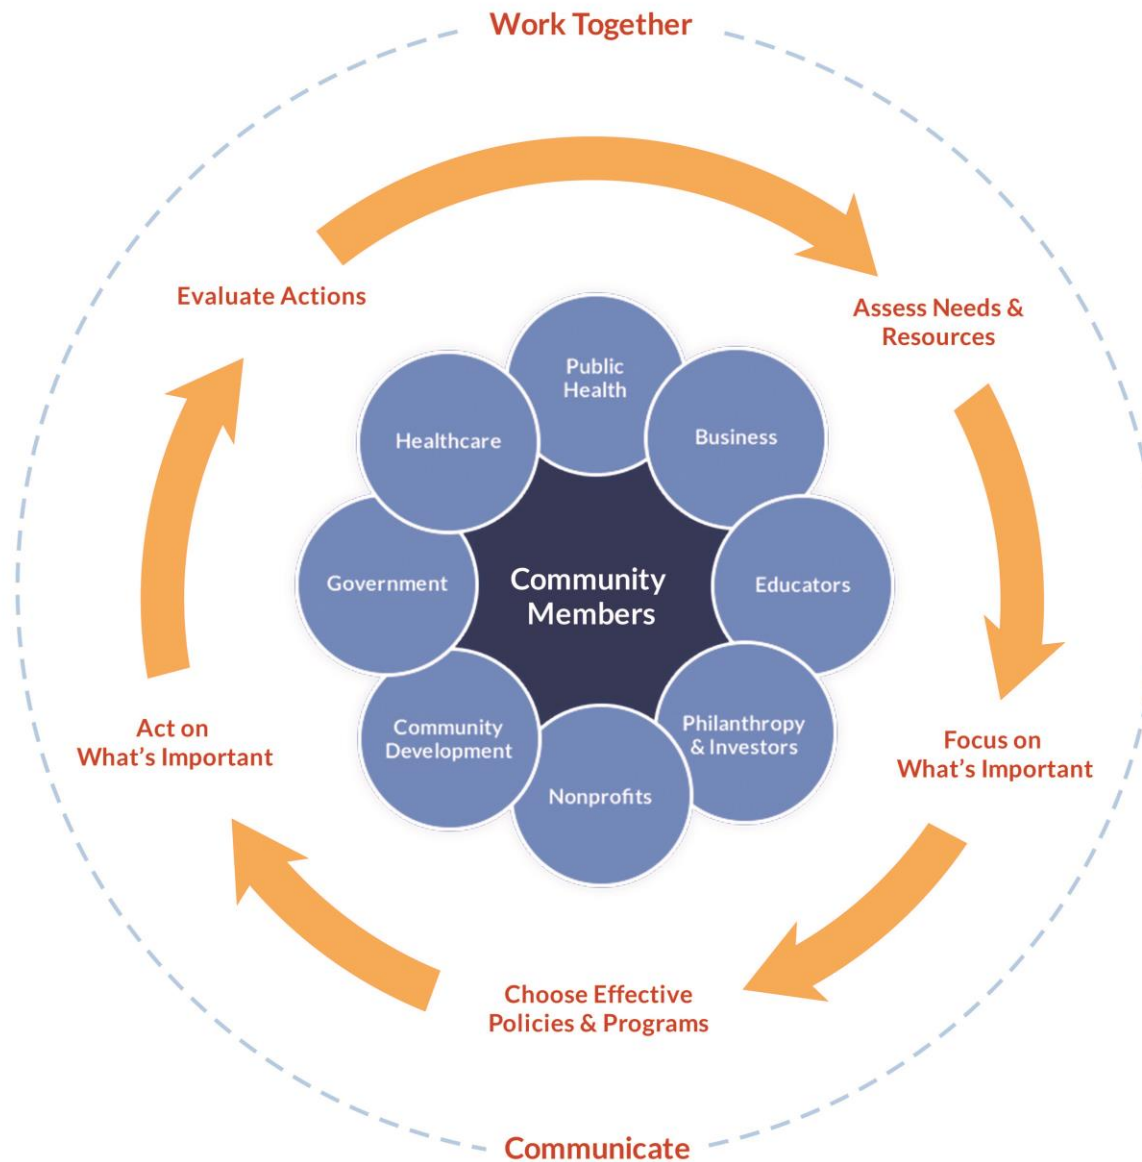 Work Together
Evaluate Actions
Assess Needs &
Resources
Public
Health
Healthcare
Business
Government
Community
Members
Educators
Community
Development
Philanthropy
& Investors
Nonprofits
Act on
What’s Important
Focus on
What’s Important
Choose Effective
Policies & Programs
Communicate